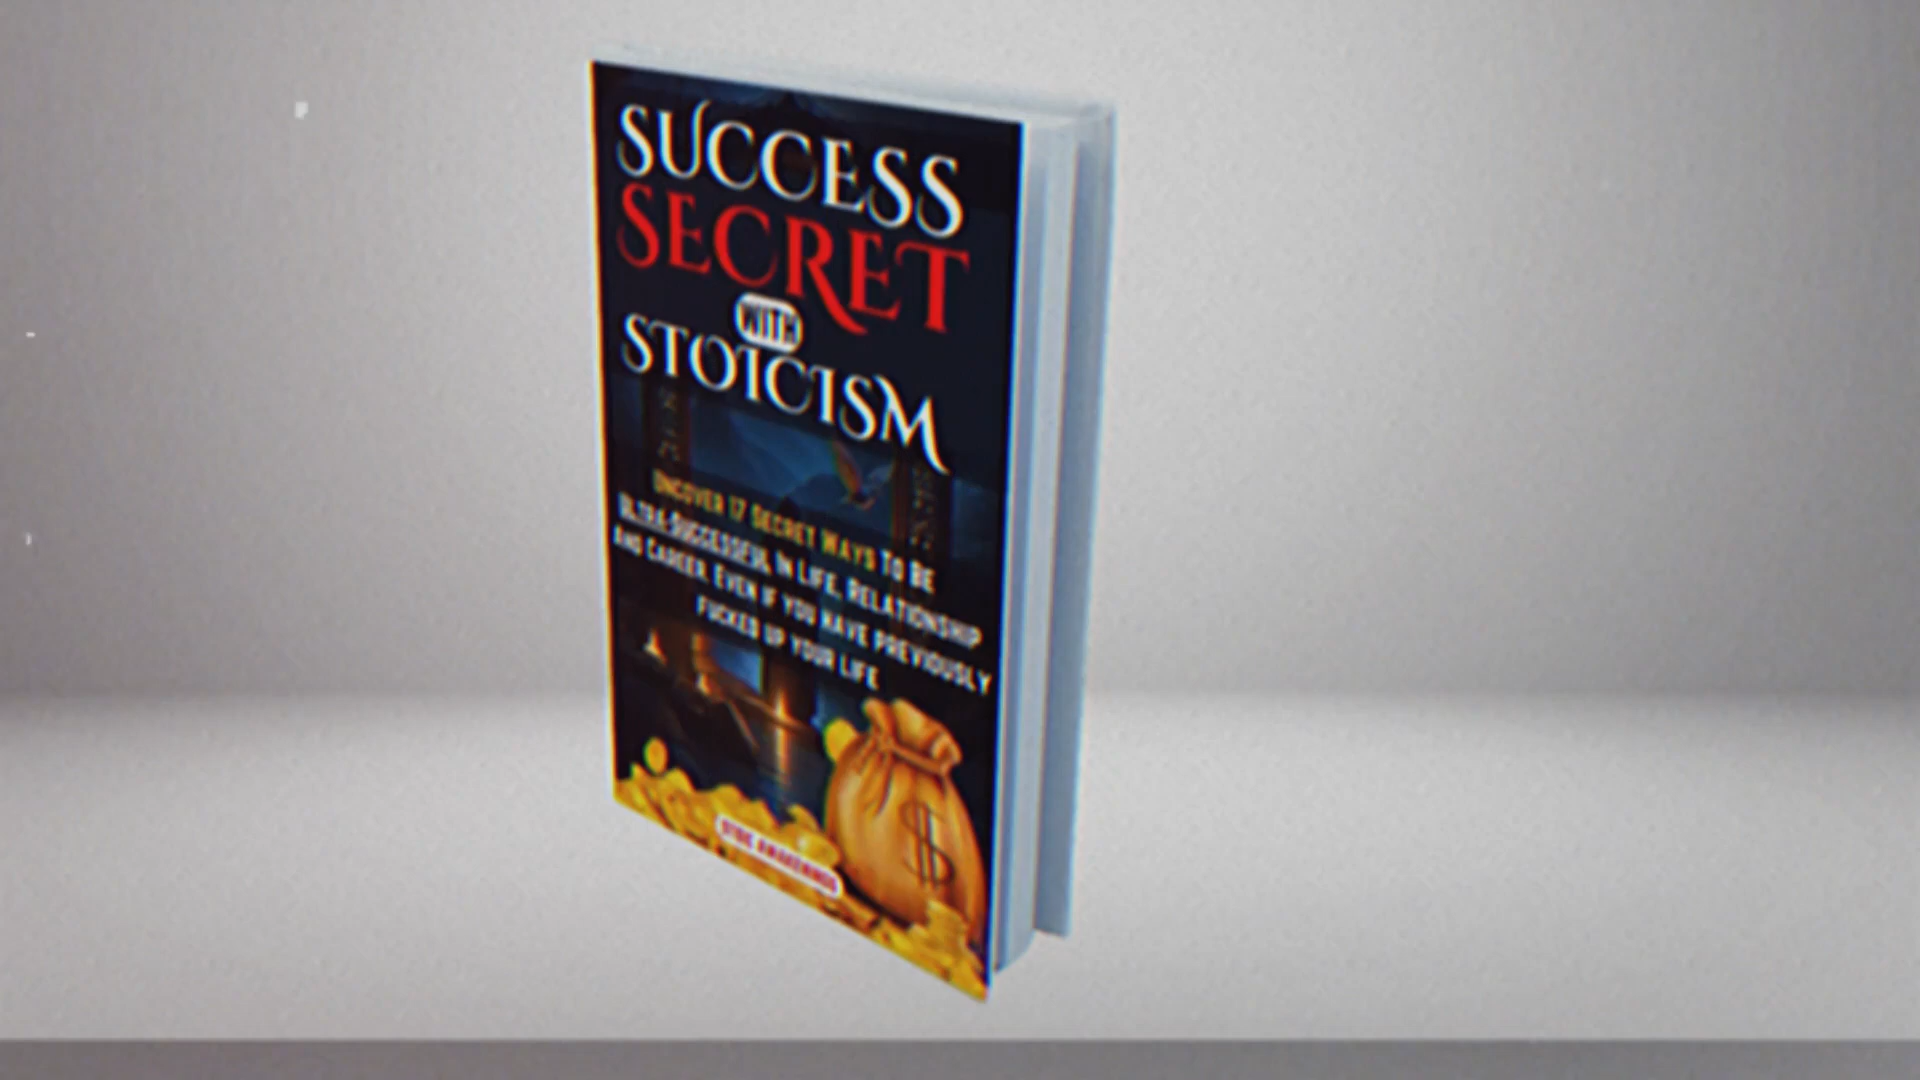 SUCCESS
SECRET
WITH
STOICISM
UNCOVER 17 SECRET WAYS TO BE
ULTRA-SUCCESSFUL IN LIFE, RELATIONSHIP
AND CAREER, EVEN IF YOU HAVE PREVIOUSLY
FUCKED UP YOUR LIFE
$